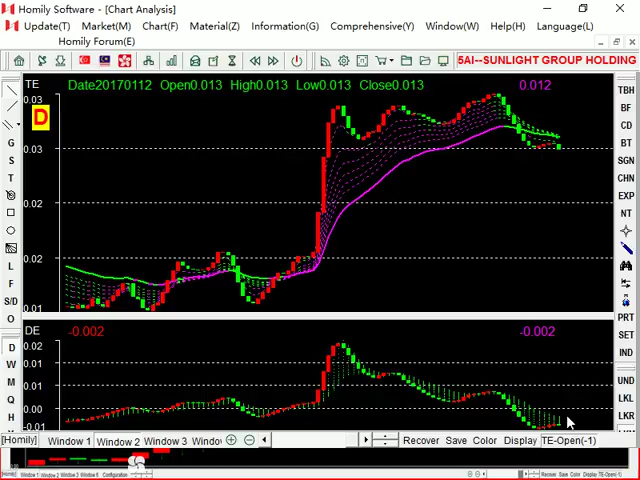 Homily Software - [Chart Analysis]
Update(T) Market(M) Chart(F) Material(Z) Information(G) Comprehensive(Y) Window(W) Help(H) Language(L)
Homily Forum(E)
5AI--SUNLIGHT GROUP HOLDING
TE Date20170112 Open0.013 High0.013 Low0.013 Close0.013 0.012
0.03
D
0.03
0.02
0.02
0.01
DE -0.002 -0.002
0.02
0.01
0.01
0.00
-0.01
G
S
T
L
F
S/D
O
D
W
M
Q
H
TBH
BF
CD
BT
SGN
CHN
EXP
NT
PRT
SET
IND
UND
LKL
LKR
[Homily] Window 1 Window 2 Window 3 Windo Recover Save Color Display TE-Open(-1)